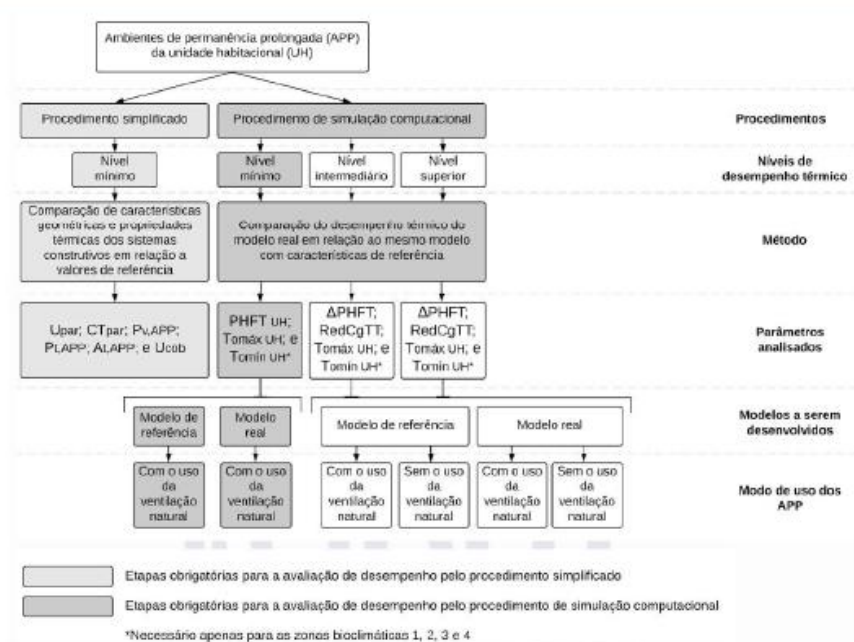 Ambientes de permanência prolongada (APP)
da unidade habitacional (UH)
Procedimento simplificado
Procedimento de simulação computacional
Procedimentos
Nível
mínimo
Nível
mínimo
Nível
intermediário
Nível
superior
Níveis de
desempenho térmico
Comparação de características
geométricas e propriedades
térmicas dos sistemas
construtivos em relação a
valores de referência
Comparação do desempenho térmico do
modelo real em relação ao mesmo modelo
com características de referência
Método
Upar; CTpar; Pv,APP;
PL,APP; AL,APP; e Ucob
PHFT UH;
Tomáx UH; e
Tomín UH*
ΔPHFT;
RedCgTT;
Tomáx UH; e
Tomín UH*
ΔPHFT;
RedCgTT;
Tomáx UH; e
Tomín UH*
Parâmetros
analisados
Modelo de
referência
Modelo
real
Modelo de referência
Modelo real
Modelos a serem
desenvolvidos
Com o uso
da
ventilação
natural
Com o uso
da
ventilação
natural
Com o uso
da
ventilação
natural
Sem o uso
da
ventilação
natural
Com o uso
da
ventilação
natural
Sem o uso
da
ventilação
natural
Modo de uso dos
APP
Etapas obrigatórias para a avaliação de desempenho pelo procedimento simplificado
Etapas obrigatórias para a avaliação de desempenho pelo procedimento de simulação computacional
*Necessário apenas para as zonas bioclimáticas 1, 2, 3 e 4